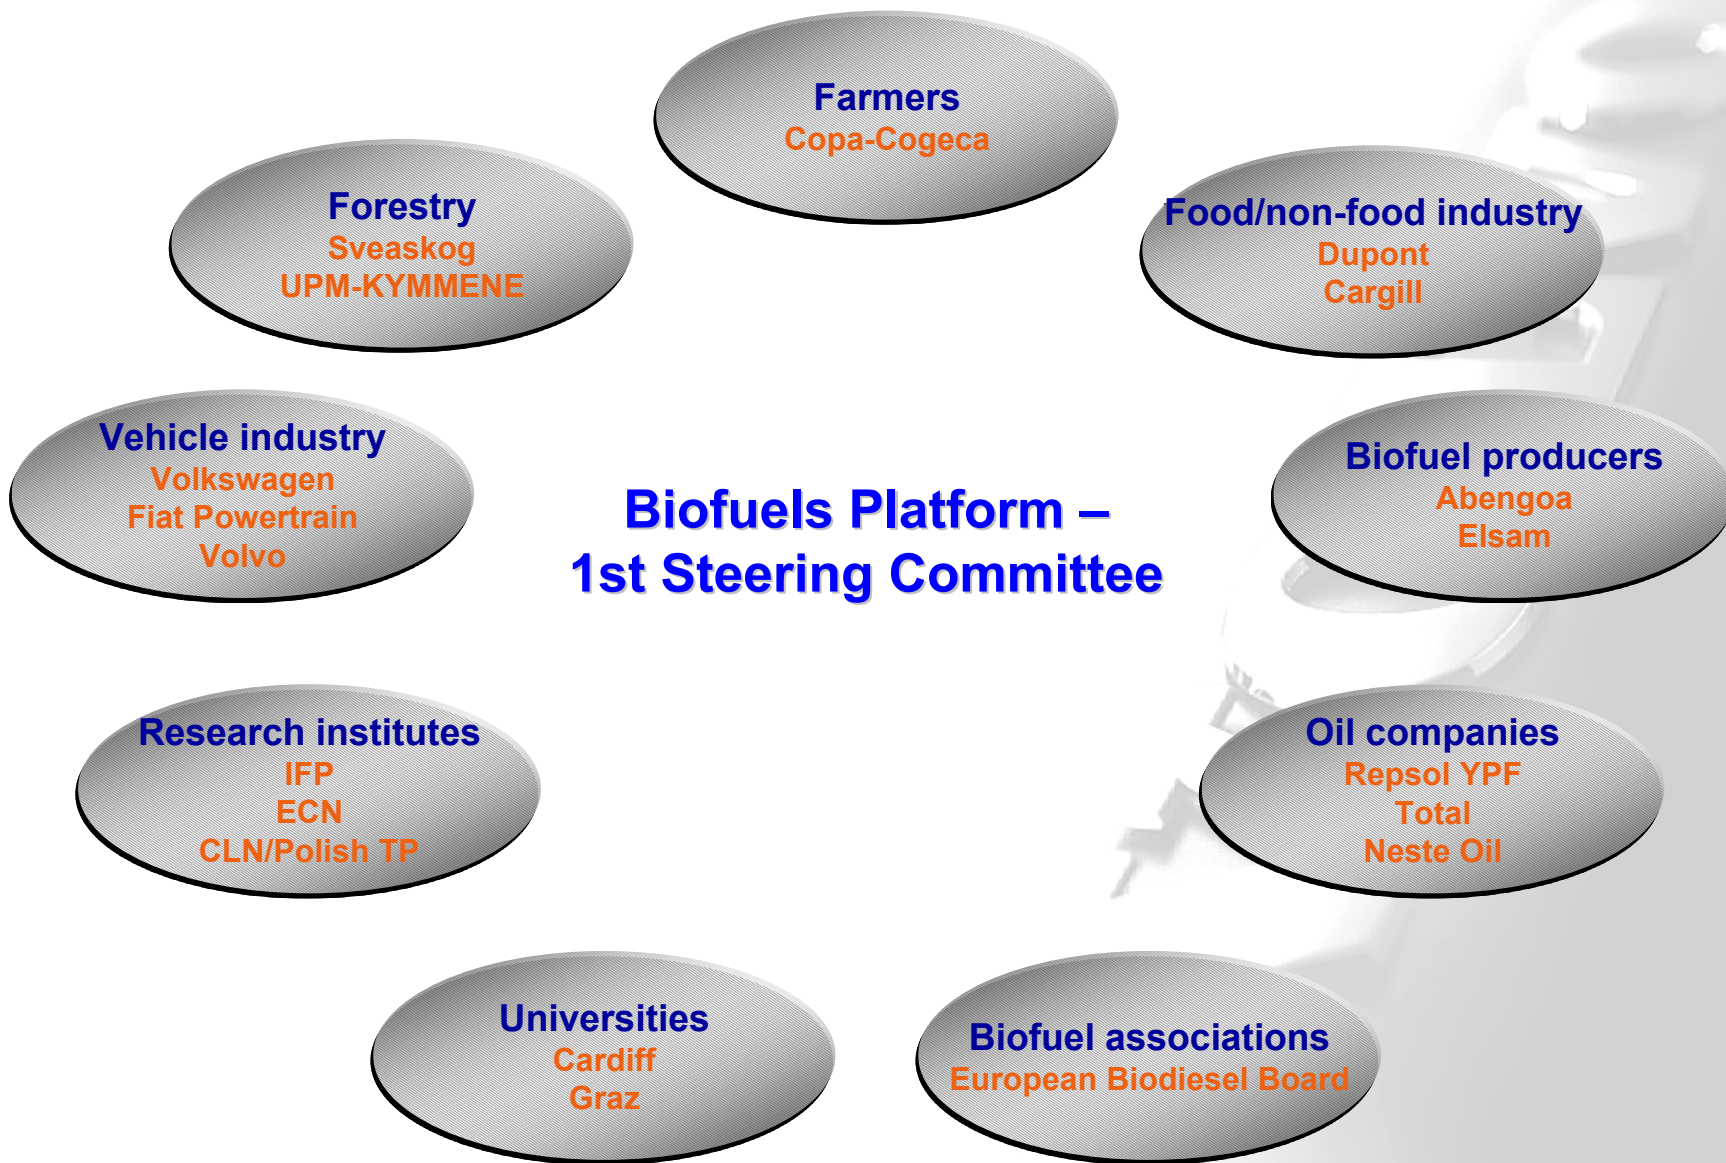 Farmers
Copa-Cogeca
Forestry
Sveaskog
UPM-KYMMENE
Food/non-food industry
Dupont
Cargill
Vehicle industry
Volkswagen
Fiat Powertrain
Volvo
Biofuels Platform –
1st Steering Committee
Biofuel producers
Abengoa
Elsam
Research institutes
IFP
ECN
CLN/Polish TP
Oil companies
Repsol YPF
Total
Neste Oil
Universities
Cardiff
Graz
Biofuel associations
European Biodiesel Board